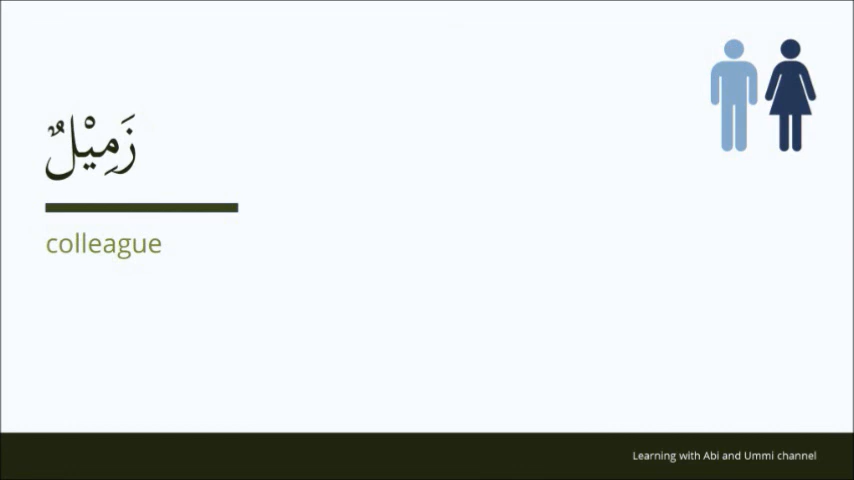 زَمِيْلٌ
colleague
Learning with Abi and Ummi channel